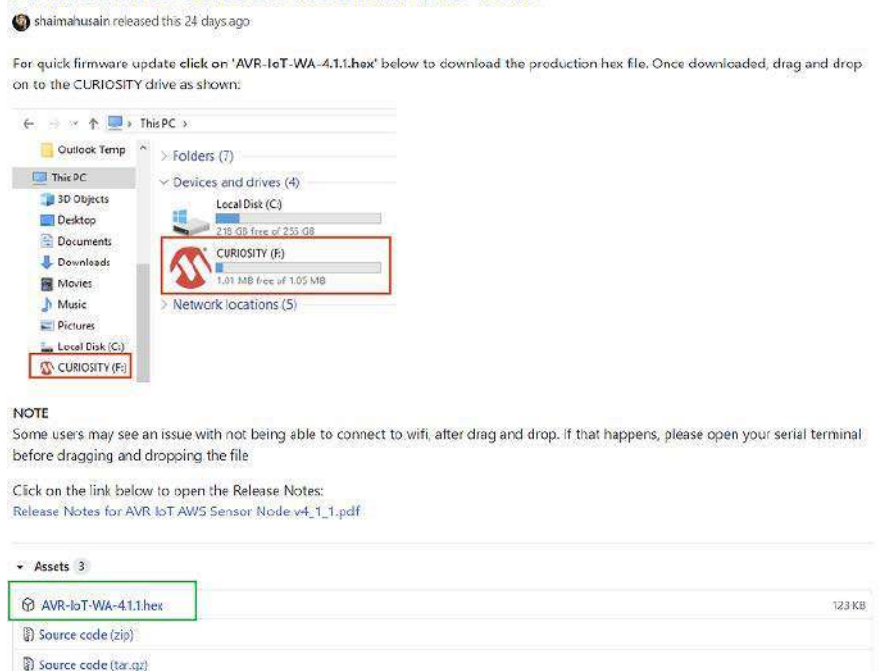 shaimahusain released this 24 days ago
For quick firmware update click on 'AVR-IoT-WA-4.1.1.hex' below to download the production hex file. Once downloaded, drag and drop
on to the CURIOSITY drive as shown:
This PC
Outlook Temp
Folders (7)
This PC
Devices and drives (4)
3D Objects
Local Disk (C:)
Desktop
218 GB free of 235 GB
Documents
CURIOSITY (F:)
Downloads
Movies
1.01 MB free of 1.05 MB
Music
Network locations (5)
Pictures
Local Disk (C:)
CURIOSITY (F:)
NOTE
Some users may see an issue with not being able to connect to wifi, after drag and drop. If that happens, please open your serial terminal
before dragging and dropping the file
Click on the link below to open the Release Notes:
Release Notes for AVR IoT AWS Sensor Node v4_1_1.pdf
Assets 3
AVR-IoT-WA-4.1.1.hex
123 KB
Source code (zip)
Source code (tar.gz)